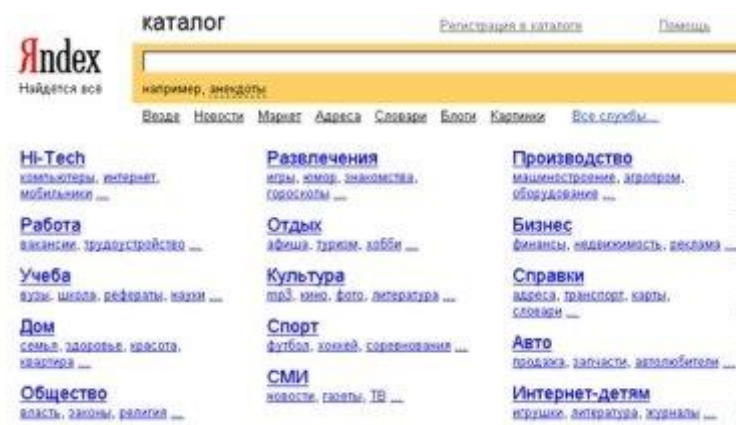 каталог
Регистрация в каталоге
Помощь
Яndex
Найдётся всё
например, анекдоты
Везде Новости Маркет Адреса Словари Блоги Картинки Все службы...
Hi-Tech
компьютеры, интернет,
мобильники ...
Работа
вакансии, трудоустройство ...
Учеба
вузы, школа, рефераты, науки ...
Дом
семья, здоровье, красота,
квартира ...
Общество
власть, законы, религия ...
Развлечения
игры, юмор, знакомства,
гороскопы ...
Отдых
афиша, туризм, хобби ...
Культура
mp3, кино, фото, литература ...
Спорт
футбол, хоккей, соревнования ...
СМИ
новости, газеты, ТВ ...
Производство
машиностроение, агропром,
оборудование ...
Бизнес
финансы, недвижимость, реклама ...
Справки
адреса, транспорт, карты,
словари ...
Авто
продажа, запчасти, автолюбители ...
Интернет-детям
игрушки, литература, журналы ...